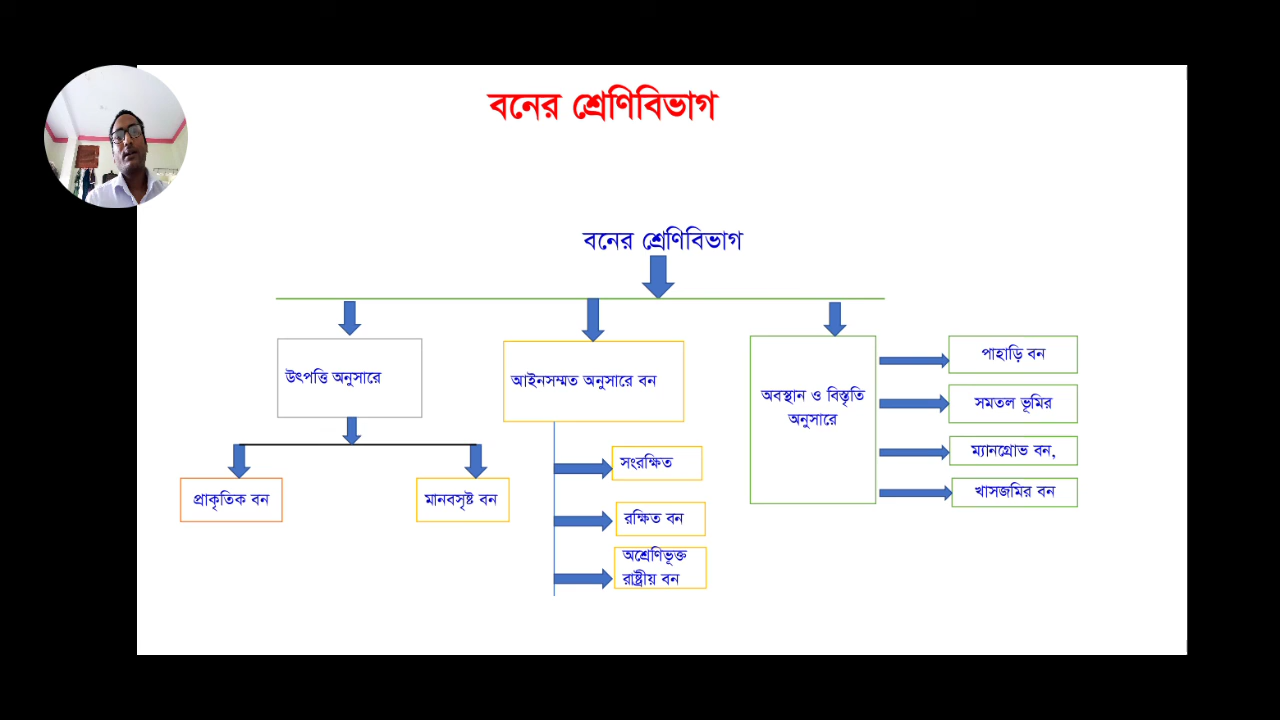 বনের শ্রেণিবিভাগ
বনের শ্রেণিবিভাগ
উৎপত্তি অনুসারে
প্রাকৃতিক বন
মানবসৃষ্ট বন
আইনসম্মত অনুসারে বন
সংরক্ষিত
রক্ষিত বন
অশ্রেণিভূক্ত
রাষ্ট্রীয় বন
অবস্থান ও বিস্তৃতি
অনুসারে
পাহাড়ি বন
সমতল ভূমির
ম্যানগ্রোভ বন,
খাসজমির বন